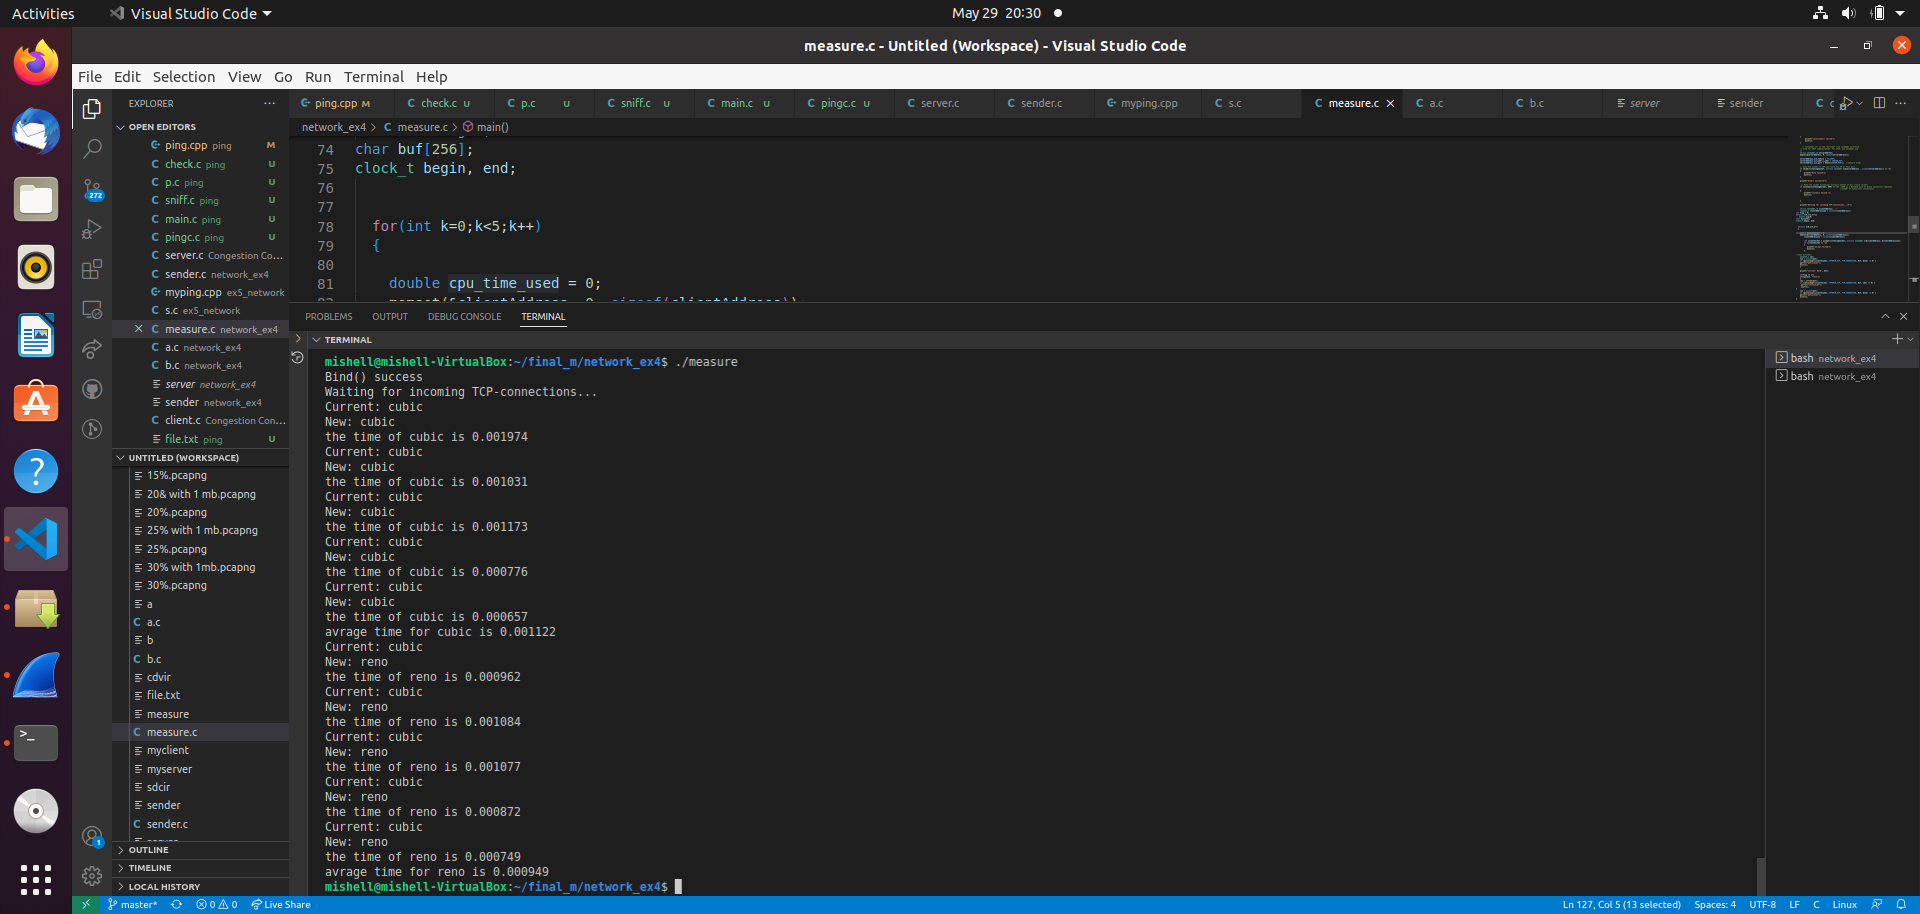 Activities
Visual Studio Code
May 29 20:30
measure.c - Untitled (Workspace) - Visual Studio Code
File Edit Selection View Go Run Terminal Help
EXPLORER
OPEN EDITORS
ping.cpp ping M
check.c ping U
p.c ping U
sniff.c ping U
main.c ping U
pingc.c ping U
server.c Congestion Co...
sender.c network_ex4
myping.cpp ex5_network
s.c ex5_network
measure.c network_ex4
a.c network_ex4
b.c network_ex4
server network_ex4
sender network_ex4
client.c Congestion Con...
file.txt ping U
UNTITLED (WORKSPACE)
15%.pcapng
20& with 1 mb.pcapng
20%.pcapng
25% with 1 mb.pcapng
25%.pcapng
30% with 1mb.pcapng
30%.pcapng
a
a.c
b
b.c
cdvir
file.txt
measure
measure.c
myclient
myserver
sdcir
sender
sender.c
OUTLINE
TIMELINE
LOCAL HISTORY
272
1
ping.cpp M check.c U p.c U sniff.c U main.c U pingc.c U server.c sender.c myping.cpp s.c measure.c a.c b.c server sender c
network_ex4 > measure.c > main()
74 char buf[256];
75 clock_t begin, end;
76
77
78 for(int k=0;k<5;k++)
79 {
80
81 double cpu_time_used = 0;
PROBLEMS OUTPUT DEBUG CONSOLE TERMINAL
TERMINAL
mishell@mishell-VirtualBox:~/final_m/network_ex4$ ./measure
Bind() success
Waiting for incoming TCP-connections...
Current: cubic
New: cubic
the time of cubic is 0.001974
Current: cubic
New: cubic
the time of cubic is 0.001031
Current: cubic
New: cubic
the time of cubic is 0.001173
Current: cubic
New: cubic
the time of cubic is 0.000776
Current: cubic
New: cubic
the time of cubic is 0.000657
avrage time for cubic is 0.001122
Current: cubic
New: reno
the time of reno is 0.000962
Current: cubic
New: reno
the time of reno is 0.001084
Current: cubic
New: reno
the time of reno is 0.001077
Current: cubic
New: reno
the time of reno is 0.000872
Current: cubic
New: reno
the time of reno is 0.000749
avrage time for reno is 0.000949
mishell@mishell-VirtualBox:~/final_m/network_ex4$
bash network_ex4
bash network_ex4
master* 0 0 Live Share
Ln 127, Col 5 (13 selected) Spaces: 4 UTF-8 LF C Linux